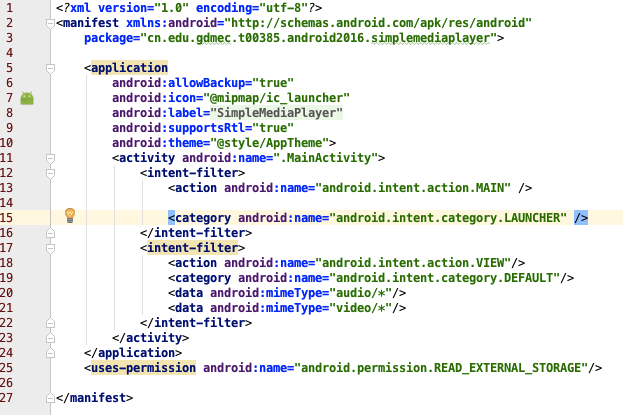 1 <?xml version="1.0" encoding="utf-8"?>
2 <manifest xmlns:android="http://schemas.android.com/apk/res/android"
3 package="cn.edu.gdmec.t00385.android2016.simplemediaplayer">
4
5 <application
6 android:allowBackup="true"
7 android:icon="@mipmap/ic_launcher"
8 android:label="SimpleMediaPlayer"
9 android:supportsRtl="true"
10 android:theme="@style/AppTheme">
11 <activity android:name=".MainActivity">
12 <intent-filter>
13 <action android:name="android.intent.action.MAIN" />
14
15 <category android:name="android.intent.category.LAUNCHER" />
16 </intent-filter>
17 <intent-filter>
18 <action android:name="android.intent.action.VIEW"/>
19 <category android:name="android.intent.category.DEFAULT"/>
20 <data android:mimeType="audio/*"/>
21 <data android:mimeType="video/*"/>
22 </intent-filter>
23 </activity>
24 </application>
25 <uses-permission android:name="android.permission.READ_EXTERNAL_STORAGE"/>
26
27 </manifest>